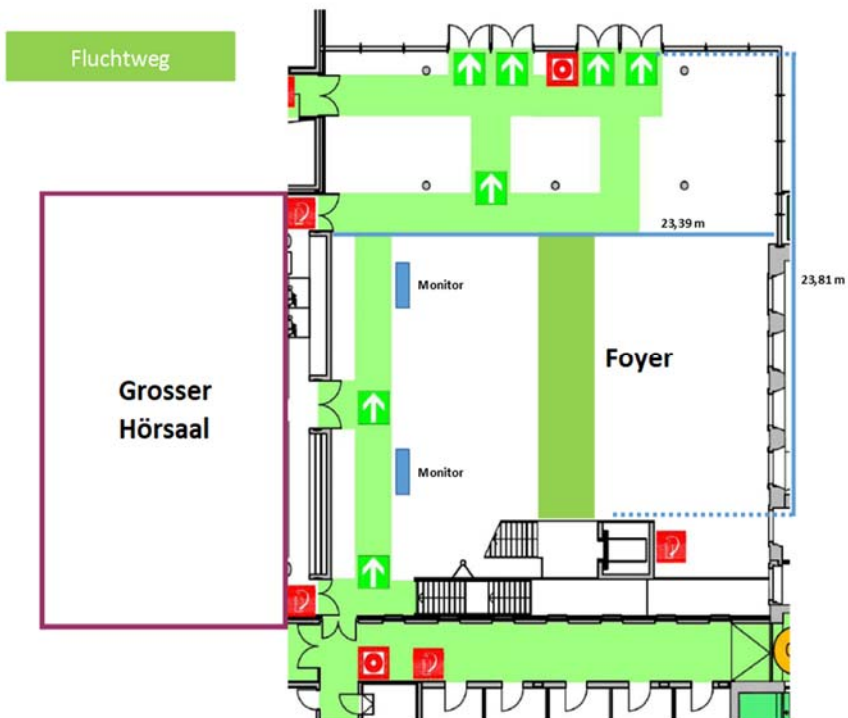 Fluchtweg
23,39 m
23,81 m
Monitor
Foyer
Grosser
Hörsaal
Monitor